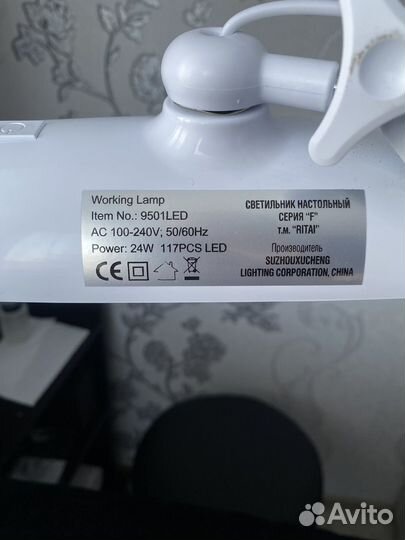 Working Lamp
Item No.: 9501LED
AC 100-240V; 50/60Hz
Power: 24W 117PCS LED
CE
СВЕТИЛЬНИК НАСТОЛЬНЫЙ
СЕРИЯ "F"
Т.М. "RITAI"
Производитель
SUZHOUXUCHENG
LIGHTING CORPORATION, CHINA
Avito